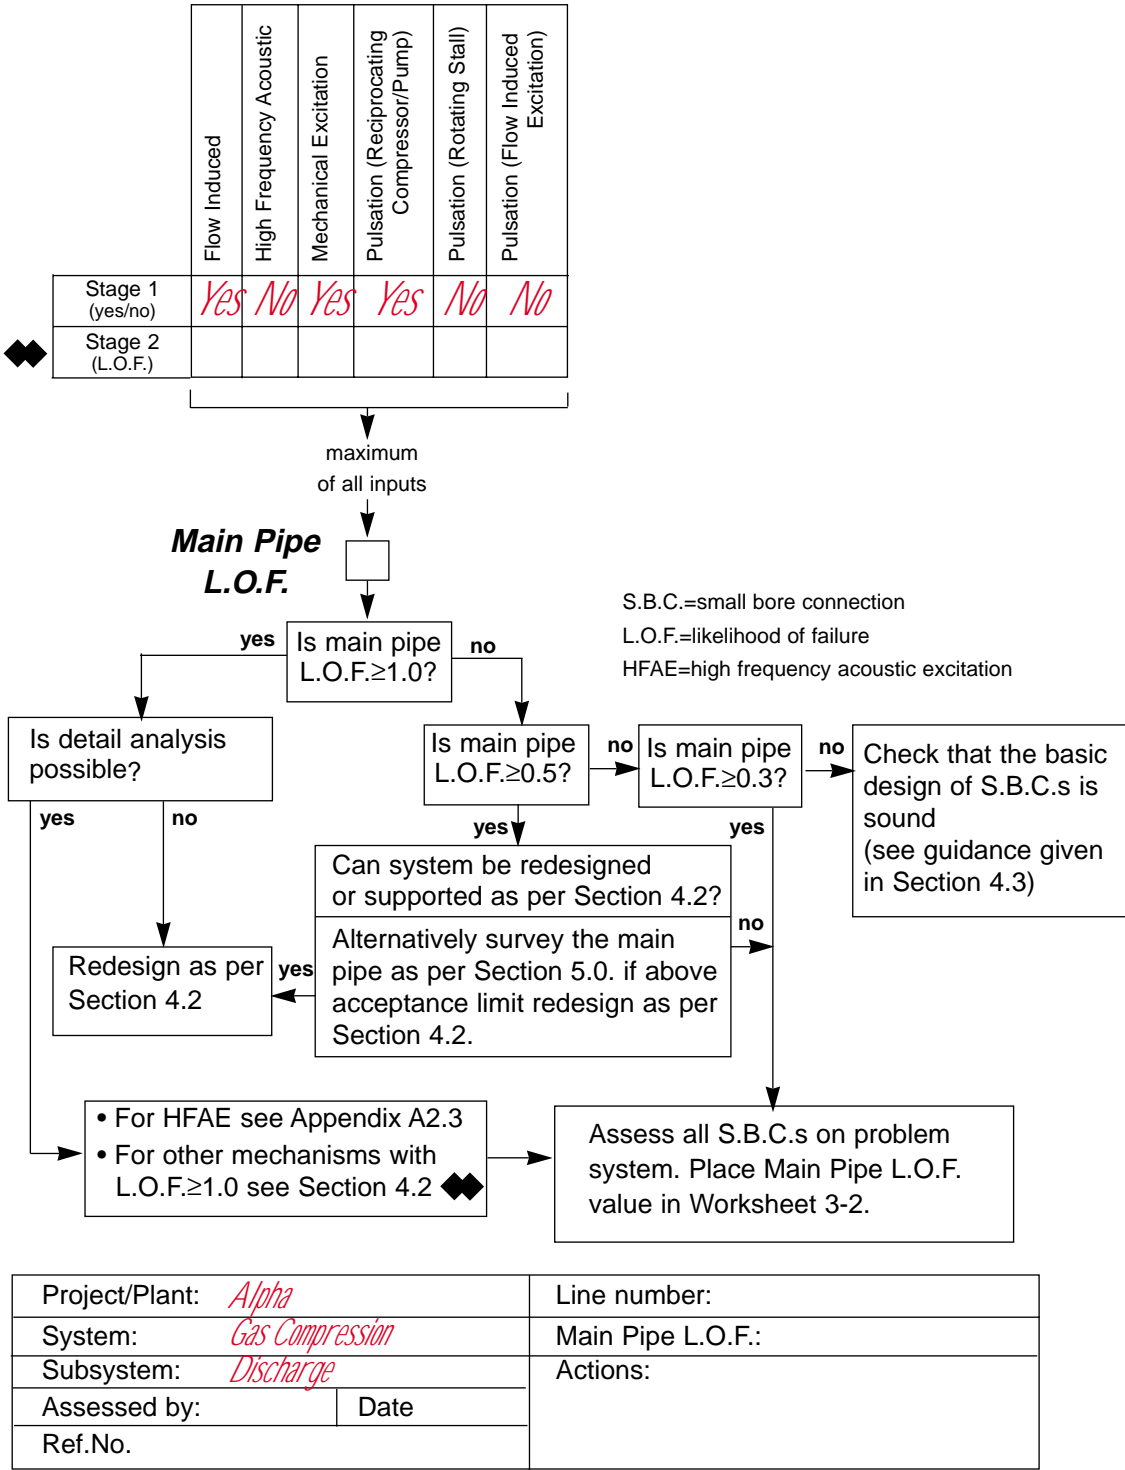 Flow Induced
High Frequency Acoustic
Mechanical Excitation
Pulsation (Reciprocating
Compressor/Pump)
Pulsation (Rotating Stall)
Pulsation (Flow Induced
Excitation)
Stage 1
(yes/no)
Yes No Yes Yes No No
Stage 2
(L.O.F.)
maximum
of all inputs
Main Pipe
L.O.F.
S.B.C.=small bore connection
L.O.F.=likelihood of failure
HFAE=high frequency acoustic excitation
yes
Is main pipe
L.O.F.≥1.0?
no
Is detail analysis
possible?
Is main pipe
L.O.F.≥0.5?
no
Is main pipe
L.O.F.≥0.3?
no
Check that the basic
design of S.B.C.s is
sound
(see guidance given
in Section 4.3)
yes
no
yes
yes
Can system be redesigned
or supported as per Section 4.2?
Alternatively survey the main
pipe as per Section 5.0. if above
acceptance limit redesign as per
Section 4.2.
no
yes
Redesign as per
Section 4.2
• For HFAE see Appendix A2.3
• For other mechanisms with
L.O.F.≥1.0 see Section 4.2
Assess all S.B.C.s on problem
system. Place Main Pipe L.O.F.
value in Worksheet 3-2.
Project/Plant: Alpha
Line number:
System: Gas Compression
Main Pipe L.O.F.:
Subsystem: Discharge
Actions:
Assessed by:
Date
Ref.No.